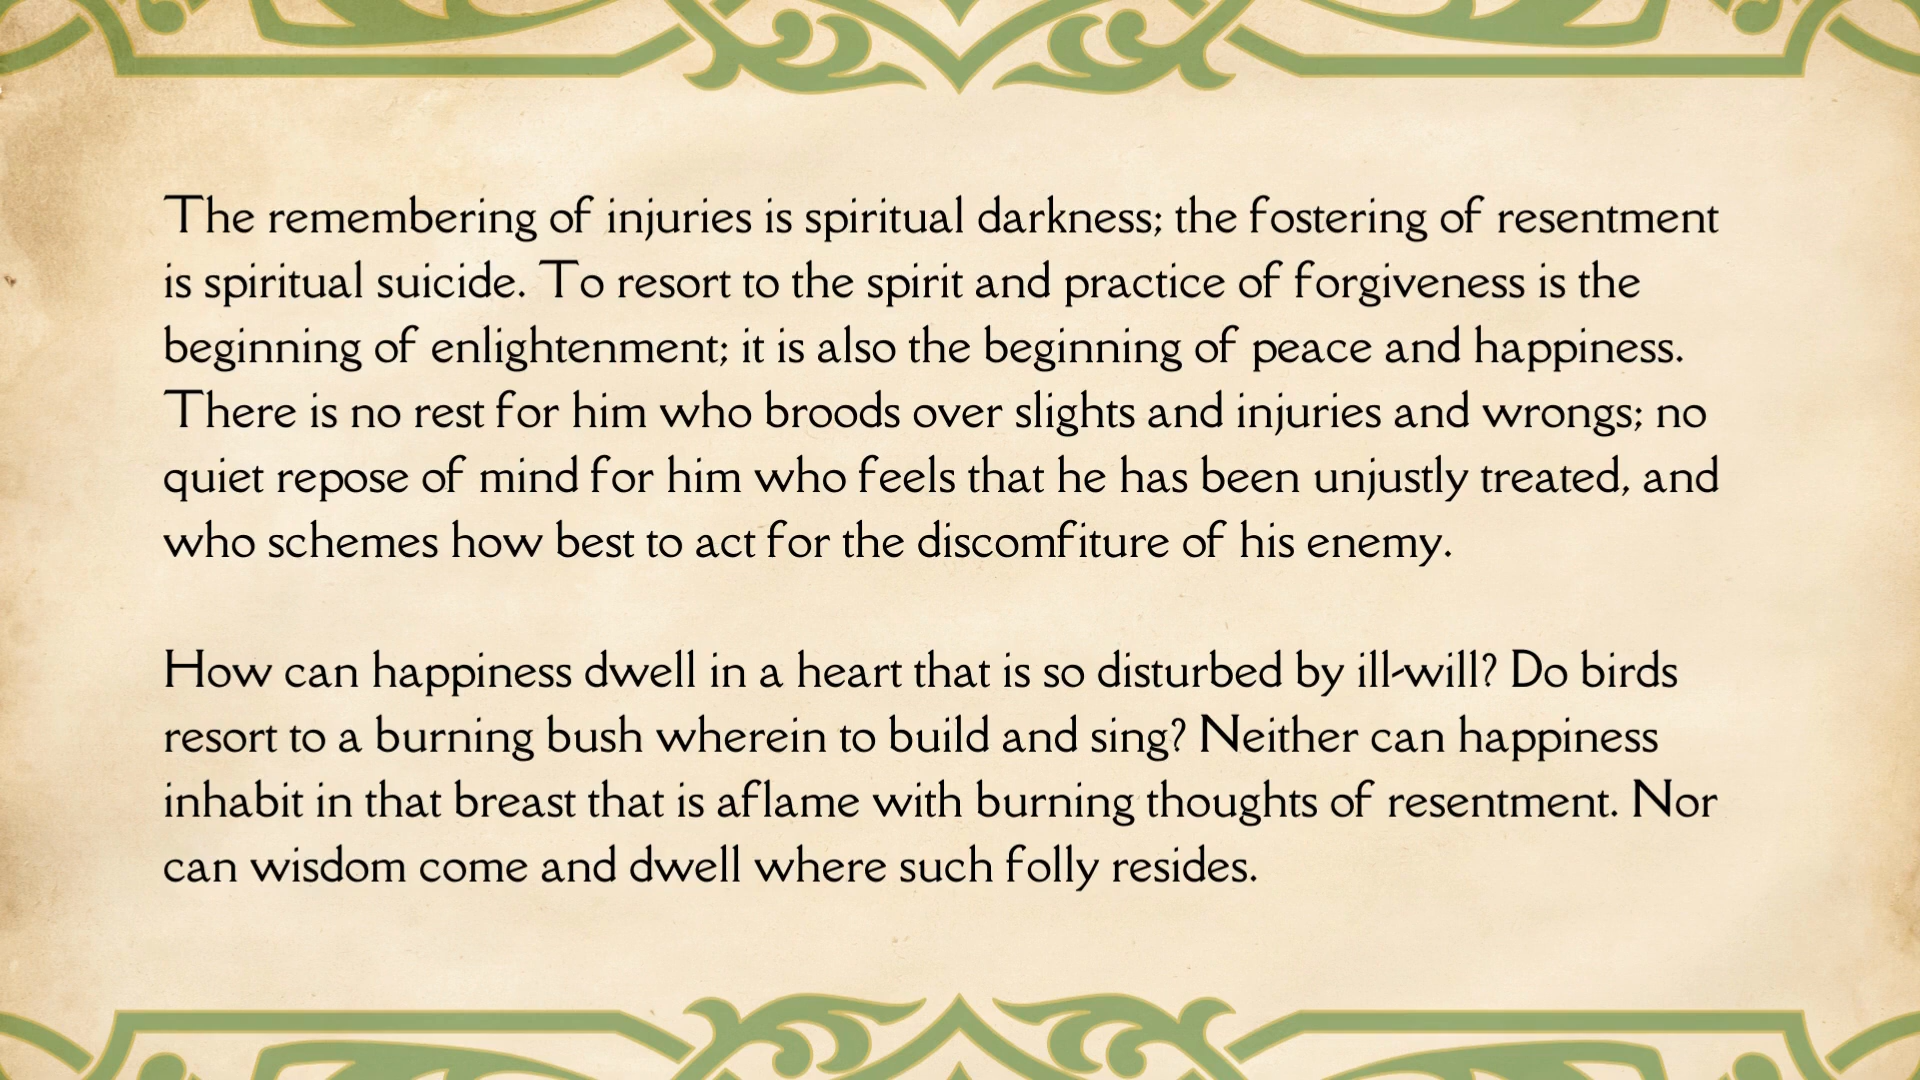 The remembering of injuries is spiritual darkness; the fostering of resentment
is spiritual suicide. To resort to the spirit and practice of forgiveness is the
beginning of enlightenment; it is also the beginning of peace and happiness.
There is no rest for him who broods over slights and injuries and wrongs; no
quiet repose of mind for him who feels that he has been unjustly treated, and
who schemes how best to act for the discomfiture of his enemy.
How can happiness dwell in a heart that is so disturbed by ill-will? Do birds
resort to a burning bush wherein to build and sing? Neither can happiness
inhabit in that breast that is aflame with burning thoughts of resentment. Nor
can wisdom come and dwell where such folly resides.